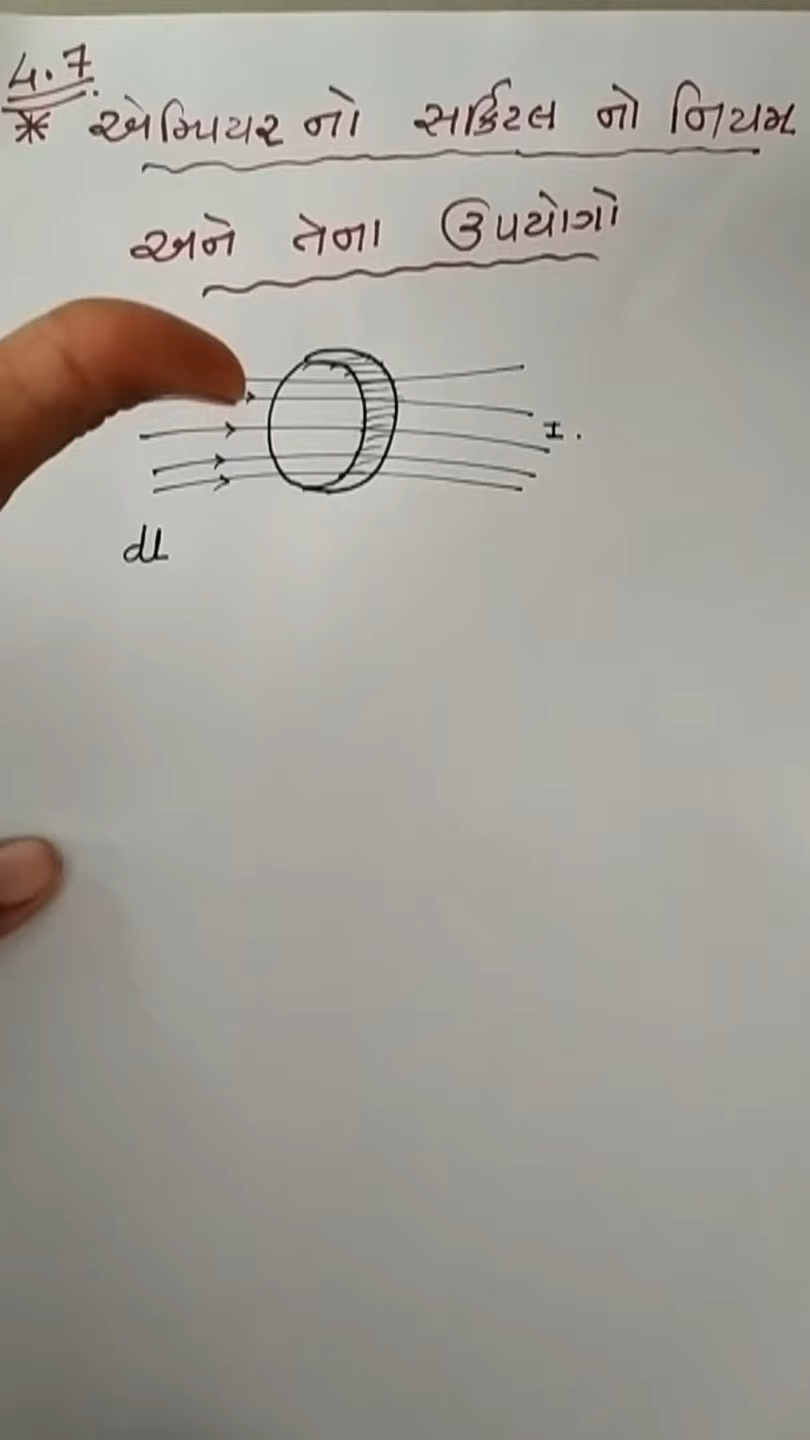 4.7
* એમ્પિયર નો સર્કિટલ નો નિયમ
અને તેના ઉપયોગો
I.
dl